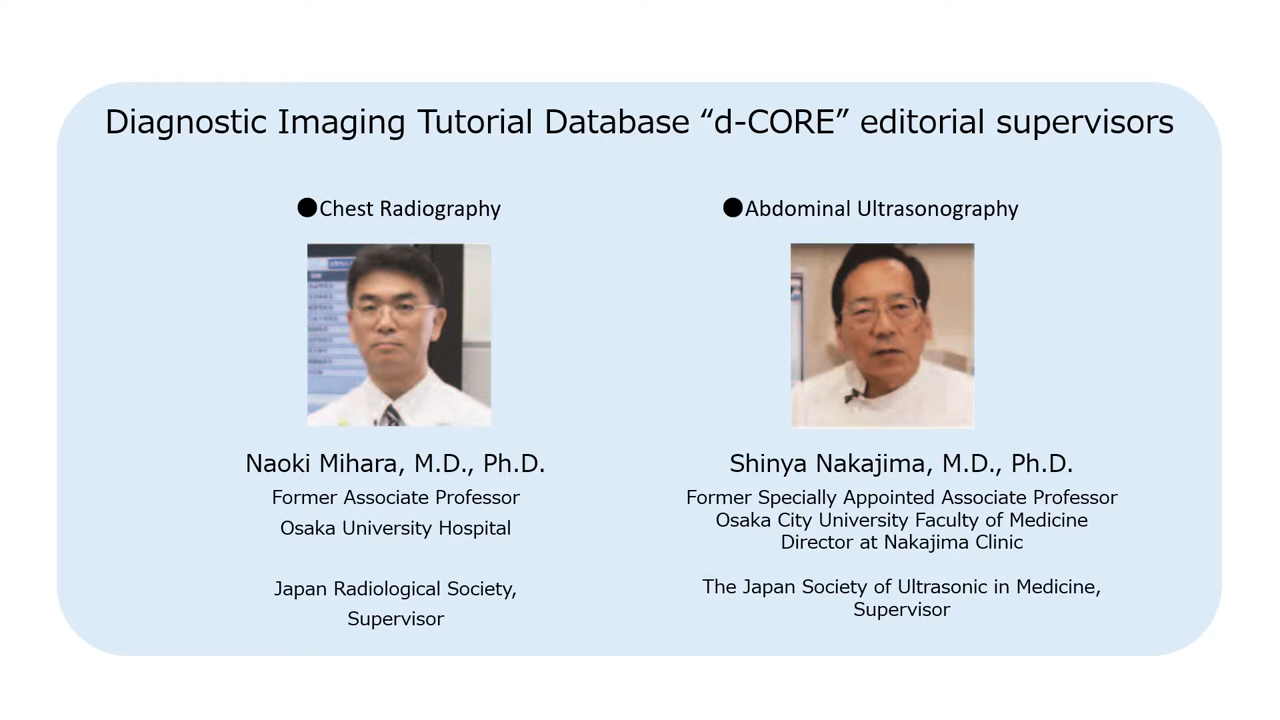 Diagnostic Imaging Tutorial Database “d-CORE” editorial supervisors
●Chest Radiography
Naoki Mihara, M.D., Ph.D.
Former Associate Professor
Osaka University Hospital
Japan Radiological Society,
Supervisor
●Abdominal Ultrasonography
Shinya Nakajima, M.D., Ph.D.
Former Specially Appointed Associate Professor
Osaka City University Faculty of Medicine
Director at Nakajima Clinic
The Japan Society of Ultrasonic in Medicine,
Supervisor